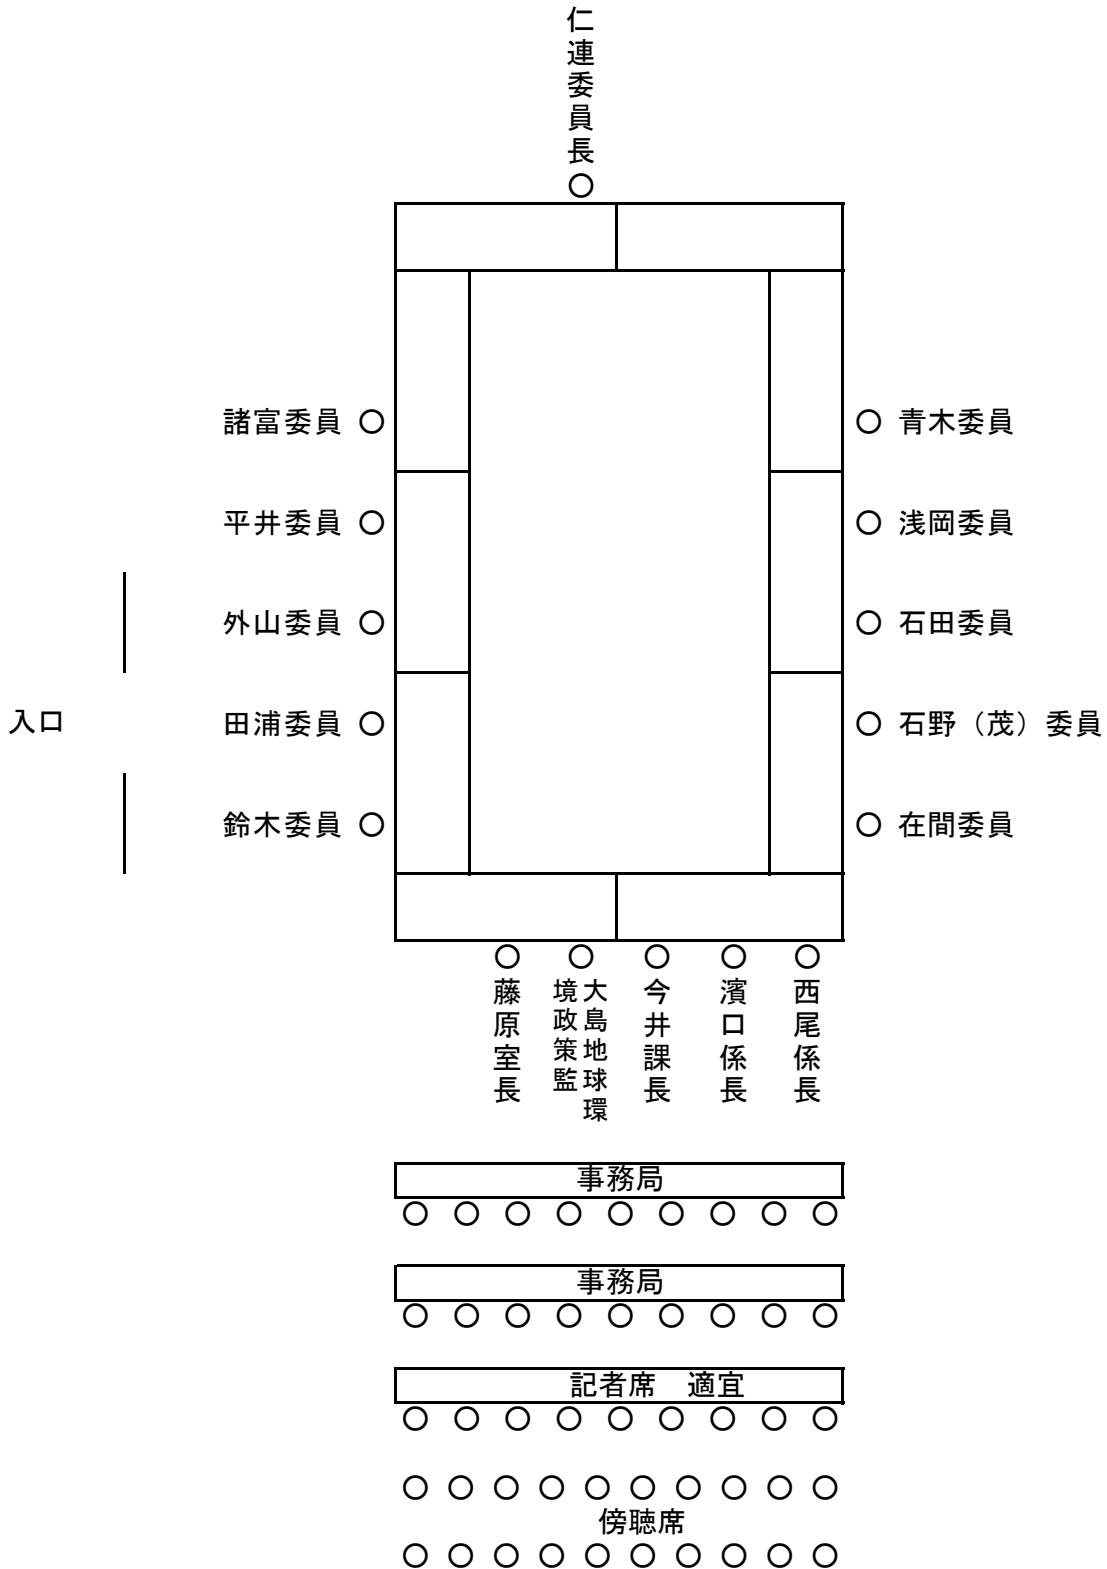 仁連委員長
諸富委員
青木委員
平井委員
浅岡委員
外山委員
石田委員
入口
田浦委員
石野（茂）委員
鈴木委員
在間委員
藤原室長
大島地球環
境政策監
今井課長
濱口係長
西尾係長
事務局
事務局
記者席　適宜
傍聴席